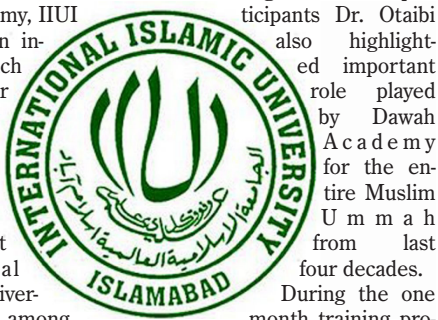 my, IIUI
n in-
ch
r
t
al
iver-
among
INTERNATIONAL ISLAMIC UNIVERSITY
ISLAMABAD
الجامعة الاسلامية العالمية اسلام آباد
ticipants Dr. Otaibi
also highlight-
ed important
role played
by Dawah
Academy
for the en-
tire Muslim
Ummah
from last
four decades.
During the one
month training pro-